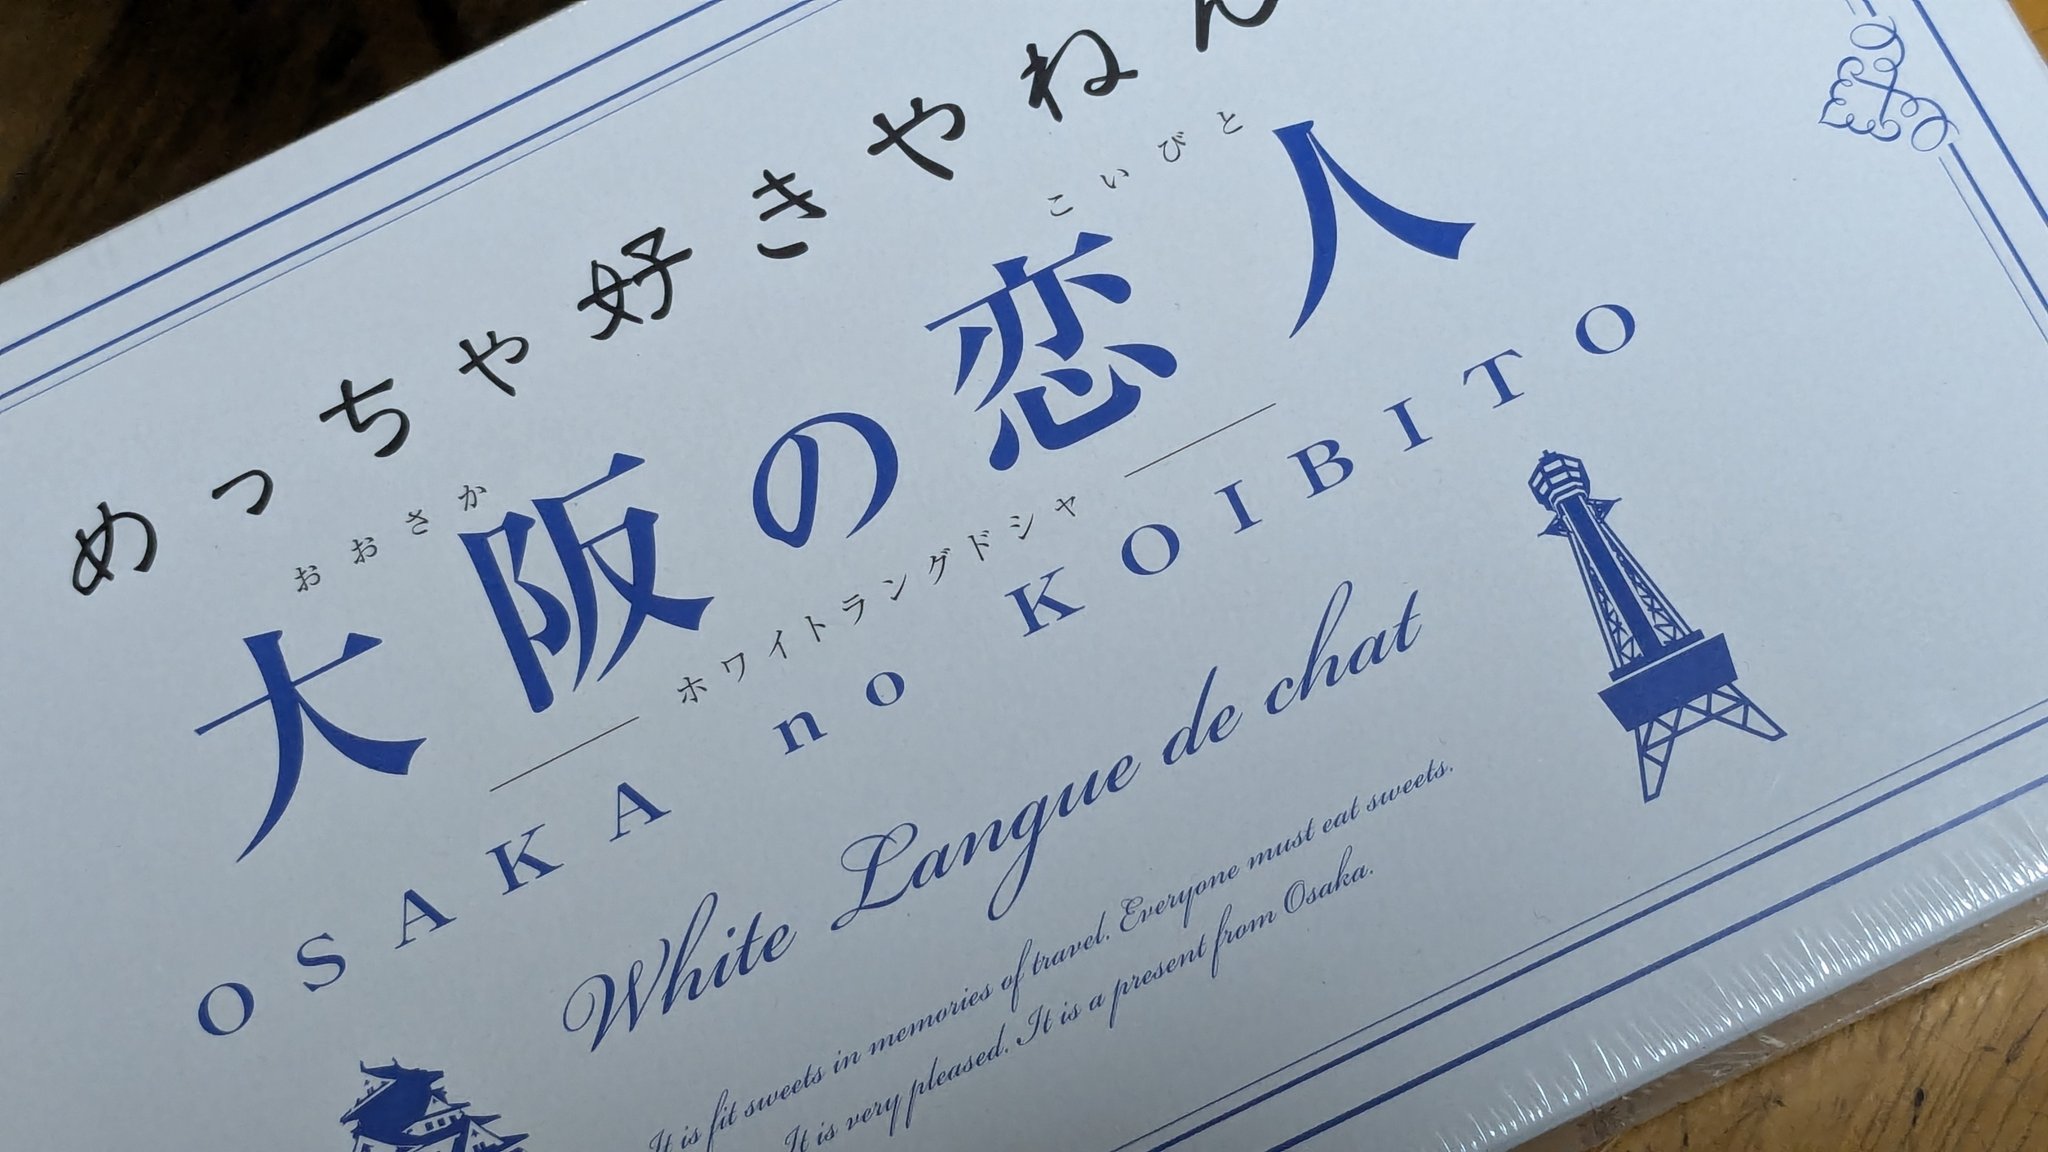 めっちゃ好きやねん
おおさか こいびと
大阪の恋人
ホワイトラングドシャ
OSAKA no KOIBITO
White Langue de chat
It is fit sweets in memories of travel. Everyone must eat sweets.
It is very pleased. It is a present from Osaka.